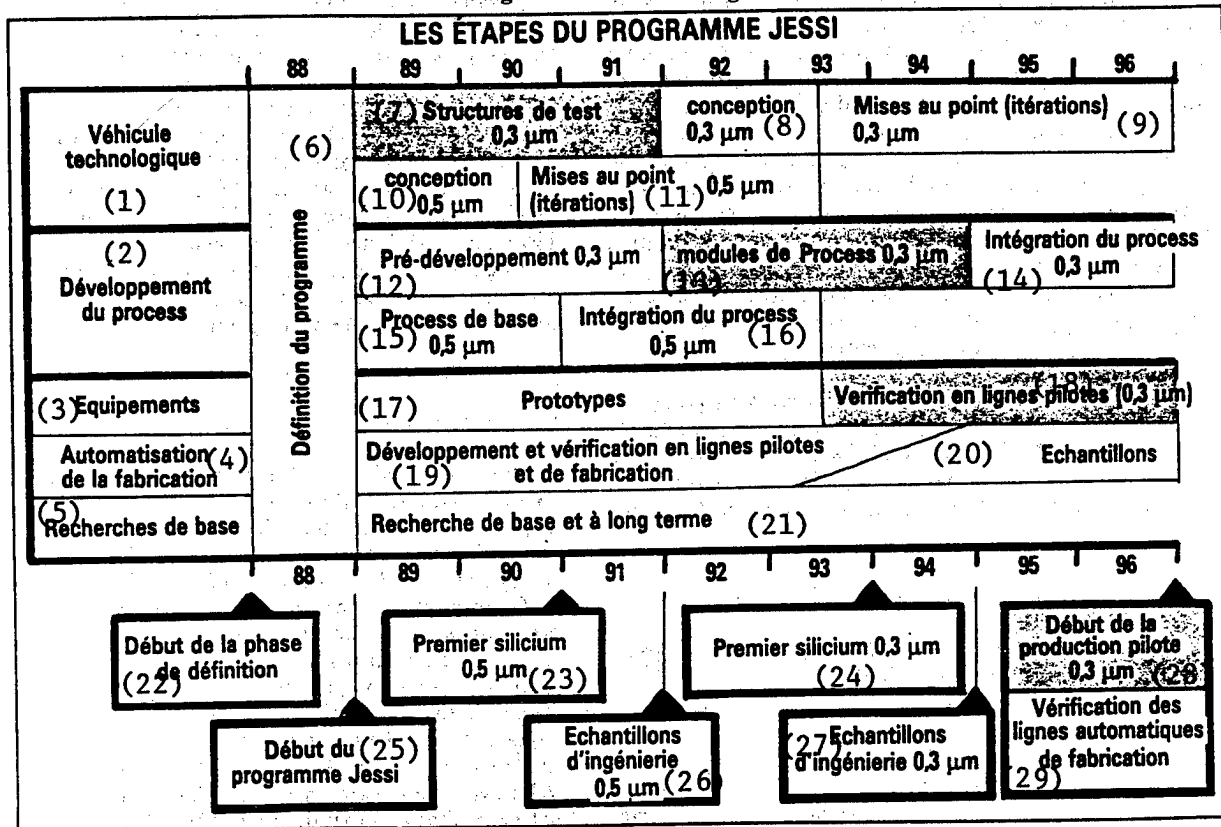 LES ÉTAPES DU PROGRAMME JESSI
88 89 90 91 92 93 94 95 96
Véhicule
technologique
(1)
(6)
Définition du programme
(7) Structures de test
0,3 µm
conception
0,3 µm (8)
Mises au point (itérations)
0,3 µm (9)
conception
(10) 0,5 µm
Mises au point
(itérations) (11) 0,5 µm
(2)
Développement
du process
Pré-développement 0,3 µm
(12)
modules de Process 0,3 µm
Intégration du process
(14) 0,3 µm
Process de base
(15) 0,5 µm
Intégration du process
0,5 µm (16)
(3) Equipements
(17) Prototypes
(18)
Verification en lignes pilotes (0,3 µm)
Automatisation
de la fabrication (4)
Développement et vérification en lignes pilotes
(19) et de fabrication
(20) Echantillons
(5)
Recherches de base
Recherche de base et à long terme (21)
88 89 90 91 92 93 94 95 96
Début de la phase
de définition
(22)
Premier silicium
0,5 µm (23)
Premier silicium 0,3 µm
(24)
Début de la
production pilote
0,3 µm (28
Début du (25)
programme Jessi
Echantillons
d'ingénierie
0,5 µm (26)
(27) Echantillons
d'ingénierie 0,3 µm
Vérification des
lignes automatiques
de fabrication
(29)